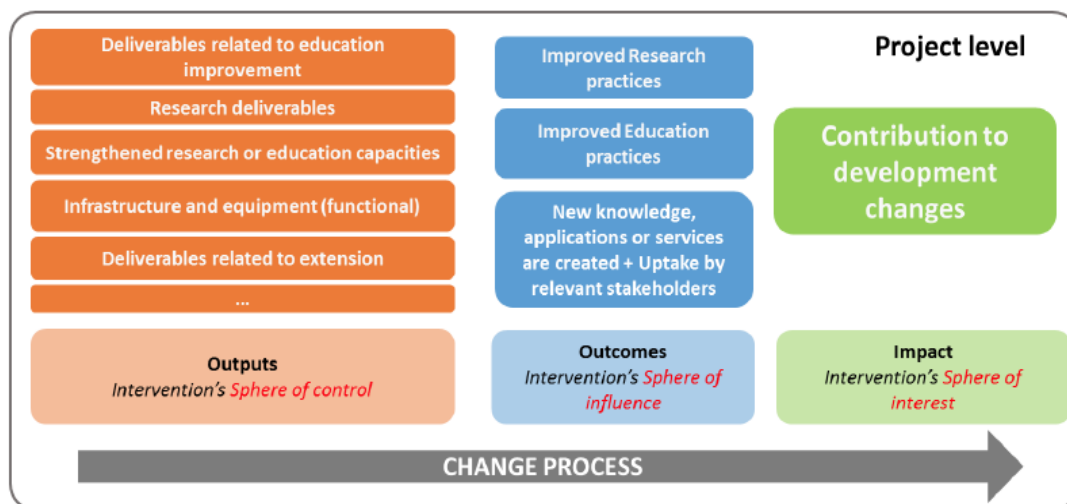 Deliverables related to education
improvement
Research deliverables
Strengthened research or education capacities
Infrastructure and equipment (functional)
Deliverables related to extension
...
Outputs
Intervention's Sphere of control
Improved Research
practices
Improved Education
practices
New knowledge,
applications or services
are created + Uptake by
relevant stakeholders
Outcomes
Intervention's Sphere of
influence
Project level
Contribution to
development
changes
Impact
Intervention's Sphere of
interest
CHANGE PROCESS